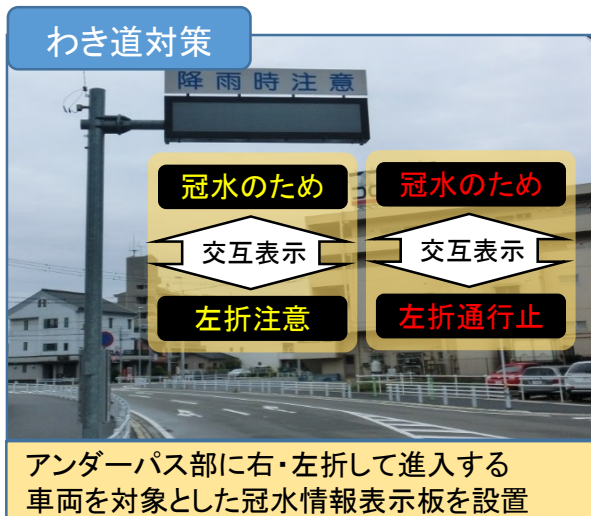 わき道対策
降雨時注意
冠水のため
交互表示
左折注意
冠水のため
交互表示
左折通行止
アンダーパス部に右・左折して進入する
車両を対象とした冠水情報表示板を設置